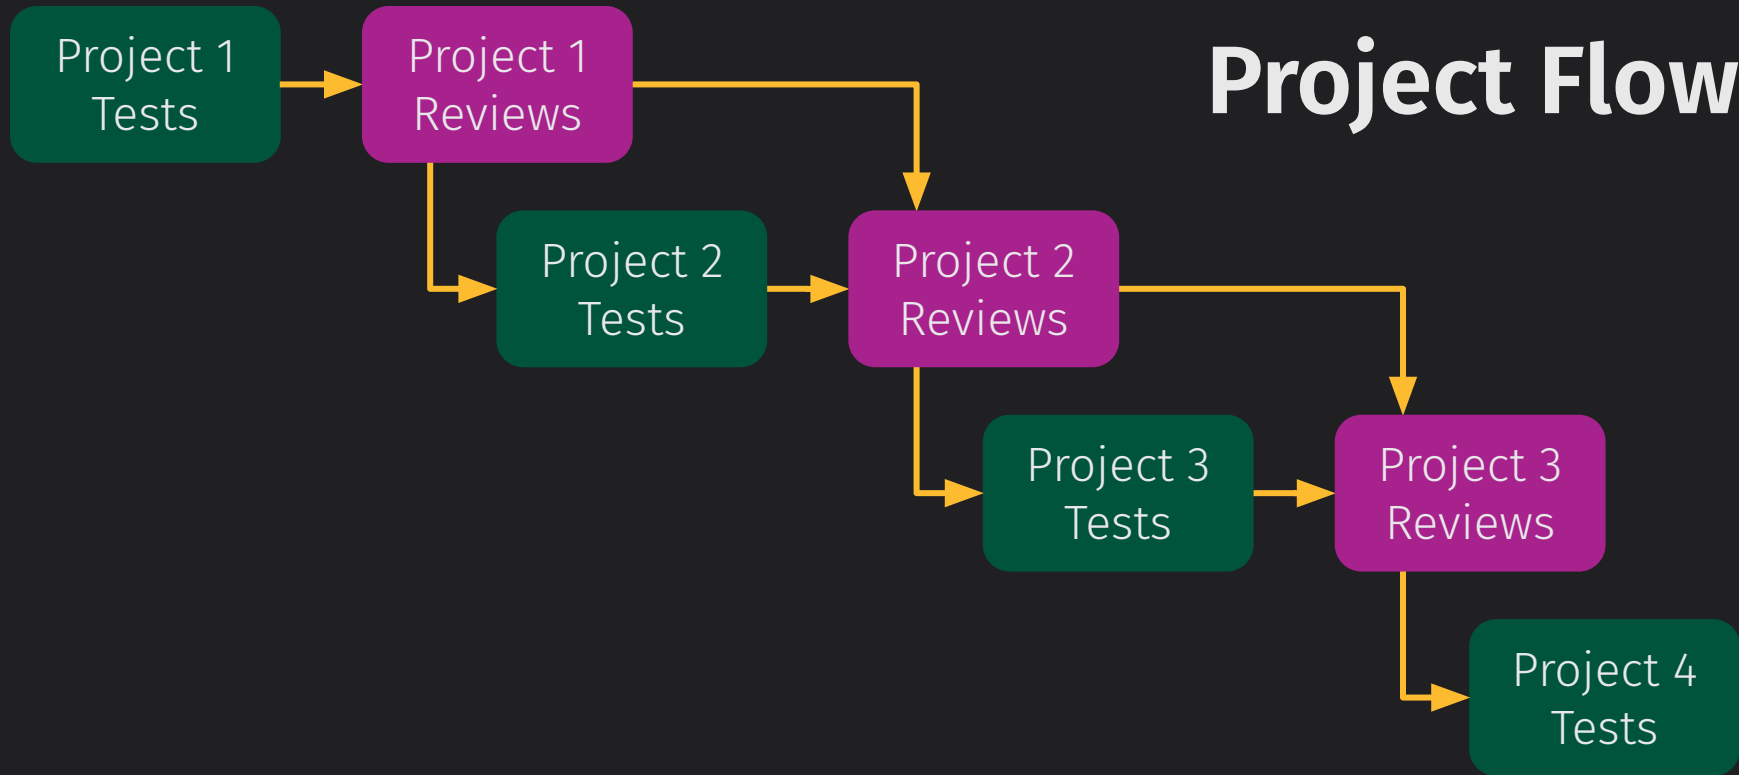 Project Flow
Project 1
Tests
Project 1
Reviews
Project 2
Tests
Project 2
Reviews
Project 3
Tests
Project 3
Reviews
Project 4
Tests